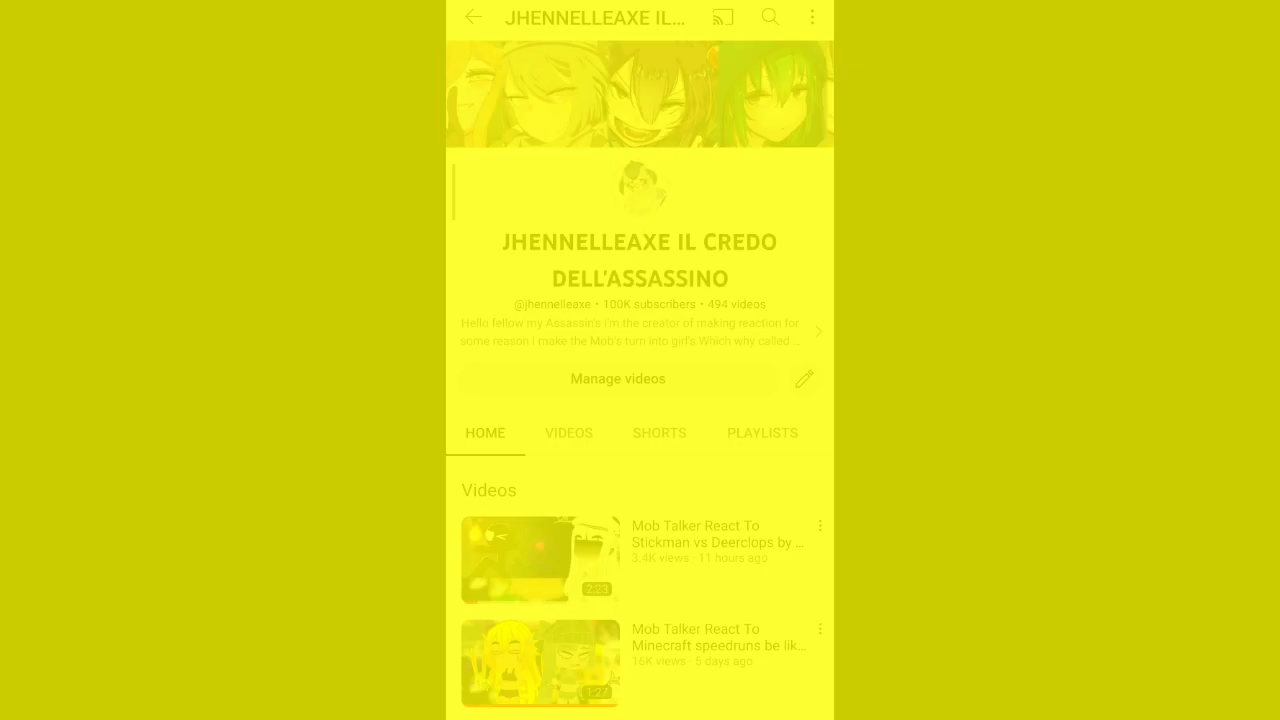 JHENNELLEAXE IL...
JHENNELLEAXE IL CREDO
DELL'ASSASSINO
@jhennelleaxe • 100K subscribers • 494 videos
Hello fellow my Assassin's i'm the creator of making reaction for
some reason i make the Mob's turn into girl's Which why called ...
Manage videos
HOME VIDEOS SHORTS PLAYLISTS
Videos
Mob Talker React To
Stickman vs Deerclops by ...
3.4K views · 11 hours ago
2:23
Mob Talker React To
Minecraft speedruns be lik...
16K views · 5 days ago
1:27